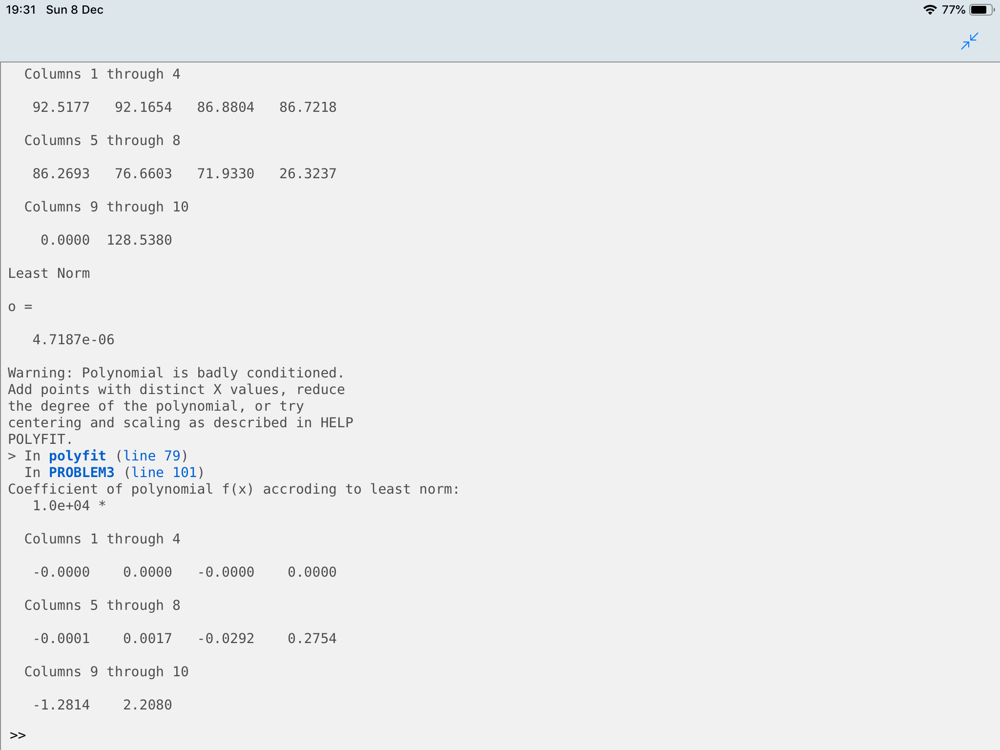 19:31 Sun 8 Dec
77%
Columns 1 through 4
92.5177 92.1654 86.8804 86.7218
Columns 5 through 8
86.2693 76.6603 71.9330 26.3237
Columns 9 through 10
0.0000 128.5380
Least Norm
o =
4.7187e-06
Warning: Polynomial is badly conditioned.
Add points with distinct X values, reduce
the degree of the polynomial, or try
centering and scaling as described in HELP
POLYFIT.
> In polyfit (line 79)
In PROBLEM3 (line 101)
Coefficient of polynomial f(x) accroding to least norm:
1.0e+04 *
Columns 1 through 4
-0.0000 0.0000 -0.0000 0.0000
Columns 5 through 8
-0.0001 0.0017 -0.0292 0.2754
Columns 9 through 10
-1.2814 2.2080
>>